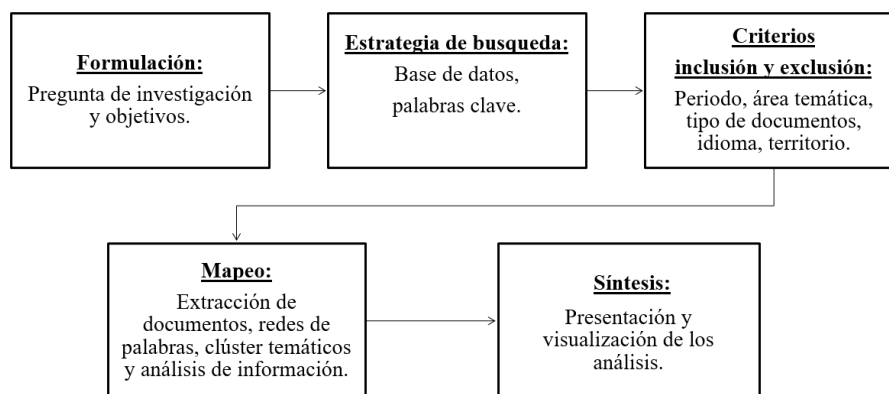 Formulación:
Pregunta de investigación
y objetivos.
Estrategia de busqueda:
Base de datos,
palabras clave.
Criterios
inclusión y exclusión:
Periodo, área temática,
tipo de documentos,
idioma, territorio.
Mapeo:
Extracción de
documentos, redes de
palabras, clúster temáticos
y análisis de información.
Síntesis:
Presentación y
visualización de los
análisis.